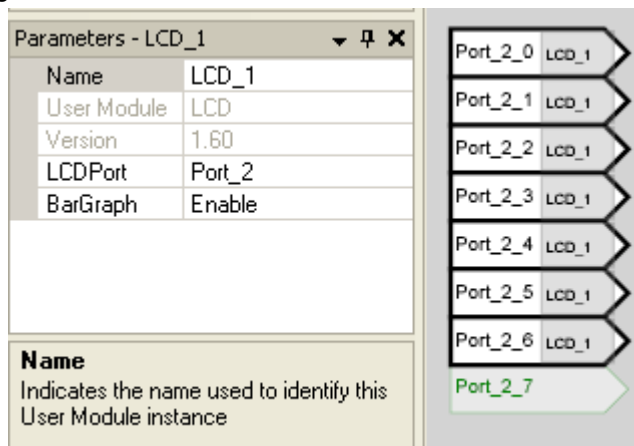 Parameters - LCD_1
Name LCD_1
User Module LCD
Version 1.60
LCDPort Port_2
BarGraph Enable
Name
Indicates the name used to identify this
User Module instance
Port_2_0 LCD_1
Port_2_1 LCD_1
Port_2_2 LCD_1
Port_2_3 LCD_1
Port_2_4 LCD_1
Port_2_5 LCD_1
Port_2_6 LCD_1
Port_2_7